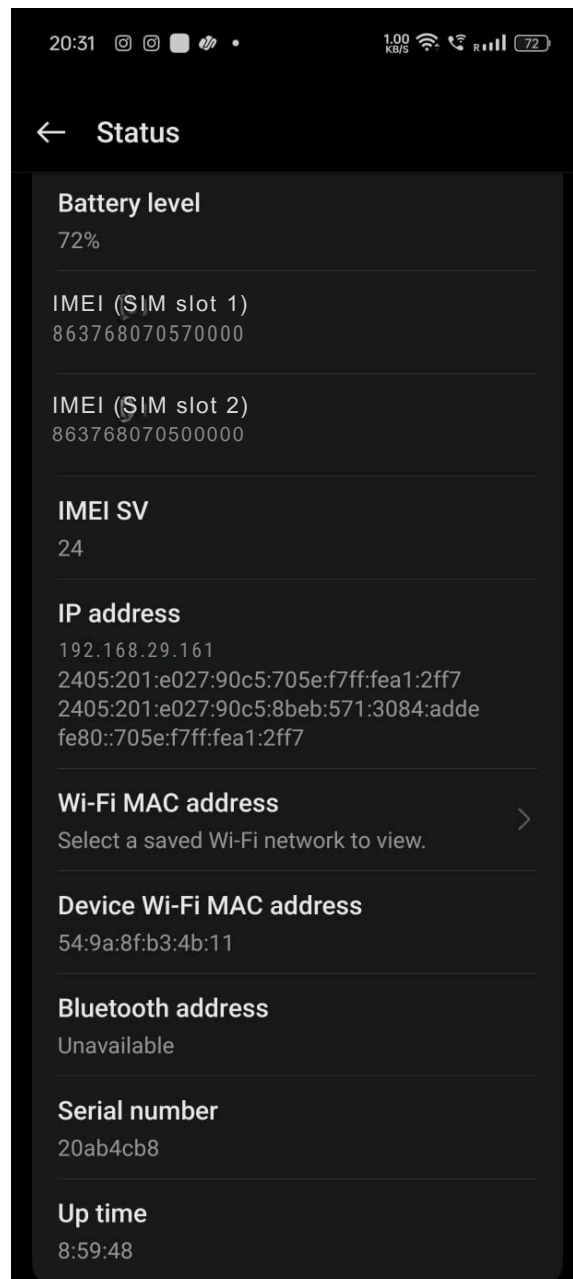 20:31 1.00 KB/S R 72
Status
Battery level
72%
IMEI (SIM slot 1)
863768070570000
IMEI (SIM slot 2)
863768070500000
IMEI SV
24
IP address
192.168.29.161
2405:201:e027:90c5:705e:f7ff:fea1:2ff7
2405:201:e027:90c5:8beb:571:3084:adde
fe80::705e:f7ff:fea1:2ff7
Wi-Fi MAC address
Select a saved Wi-Fi network to view.
Device Wi-Fi MAC address
54:9a:8f:b3:4b:11
Bluetooth address
Unavailable
Serial number
20ab4cb8
Up time
8:59:48